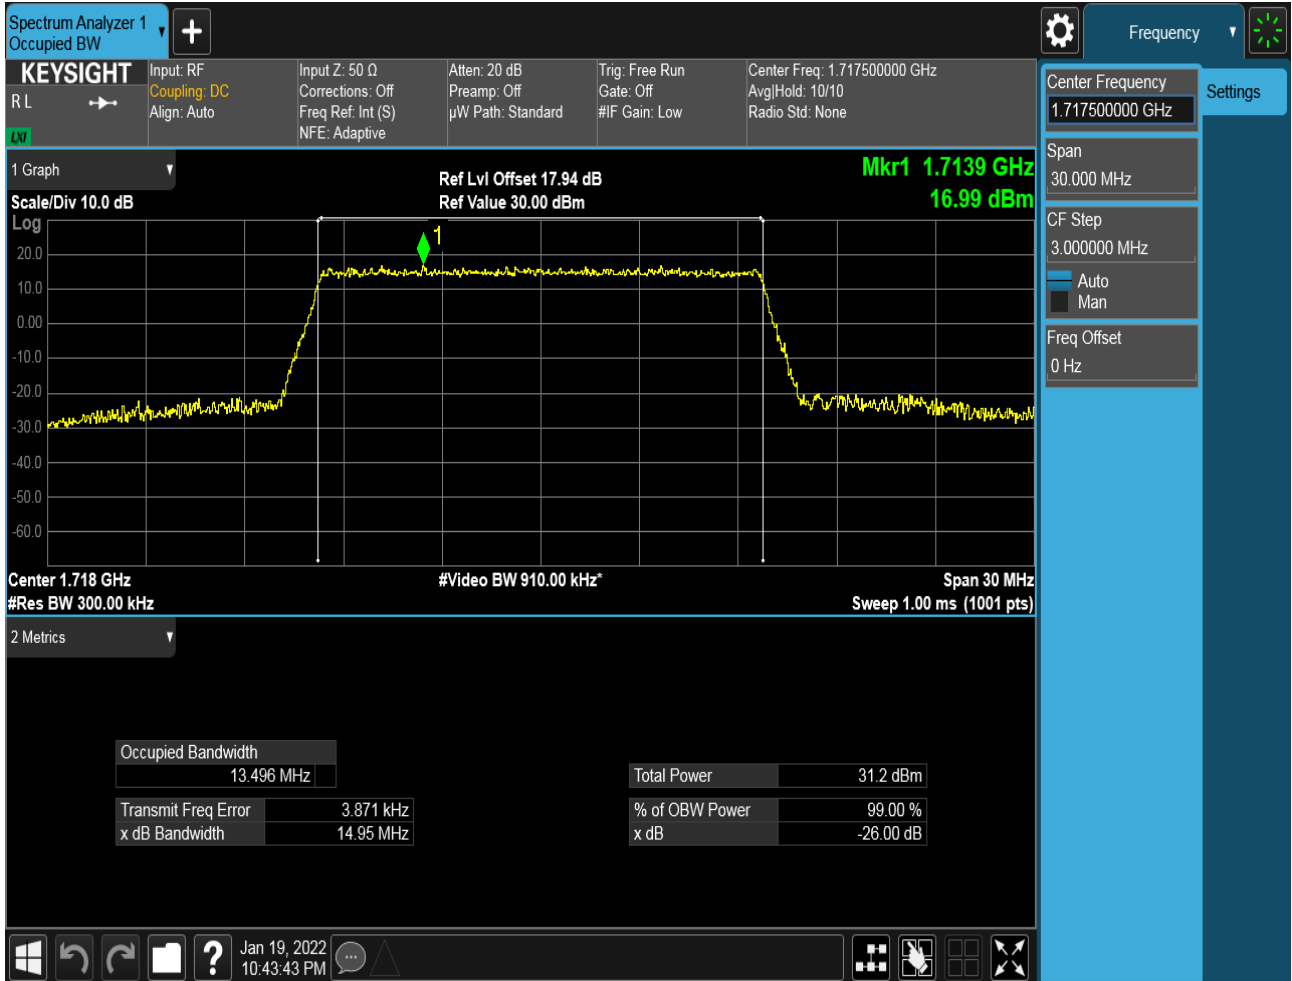 Spectrum Analyzer 1
Occupied BW
+
Frequency
KEYSIGHT
R L
LXI
Input: RF
Coupling: DC
Align: Auto
Input Z: 50 Ω
Corrections: Off
Freq Ref: Int (S)
NFE: Adaptive
Atten: 20 dB
Preamp: Off
µW Path: Standard
Trig: Free Run
Gate: Off
#IF Gain: Low
Center Freq: 1.717500000 GHz
Avg|Hold: 10/10
Radio Std: None
Center Frequency
1.717500000 GHz
Settings
Span
30.000 MHz
CF Step
3.000000 MHz
Auto
Man
Freq Offset
0 Hz
1 Graph
Scale/Div 10.0 dB
Ref Lvl Offset 17.94 dB
Ref Value 30.00 dBm
Mkr1 1.7139 GHz
16.99 dBm
Log
1
20.0
10.0
0.00
-10.0
-20.0
-30.0
-40.0
-50.0
-60.0
Center 1.718 GHz
#Video BW 910.00 kHz*
Span 30 MHz
#Res BW 300.00 kHz
Sweep 1.00 ms (1001 pts)
2 Metrics
Occupied Bandwidth
13.496 MHz
Total Power 31.2 dBm
Transmit Freq Error 3.871 kHz
% of OBW Power 99.00 %
x dB Bandwidth 14.95 MHz
x dB -26.00 dB
?
Jan 19, 2022
10:43:43 PM